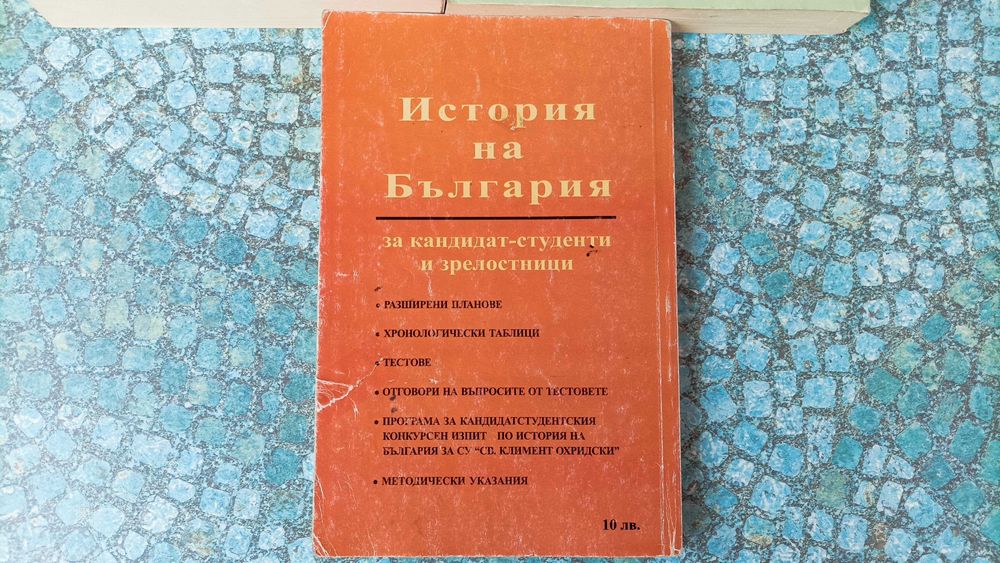 История
на
България
за кандидат-студенти
и зрелостници
• РАЗШИРЕНИ ПЛАНОВЕ
• ХРОНОЛОГИЧЕСКИ ТАБЛИЦИ
• ТЕСТОВЕ
• ОТГОВОРИ НА ВЪПРОСИТЕ ОТ ТЕСТОВЕТЕ
• ПРОГРАМА ЗА КАНДИДАТСТУДЕНТСКИЯ
КОНКУРСЕН ИЗПИТ ПО ИСТОРИЯ НА
БЪЛГАРИЯ ЗА СУ “СВ. КЛИМЕНТ ОХРИДСКИ”
• МЕТОДИЧЕСКИ УКАЗАНИЯ
10 лв.